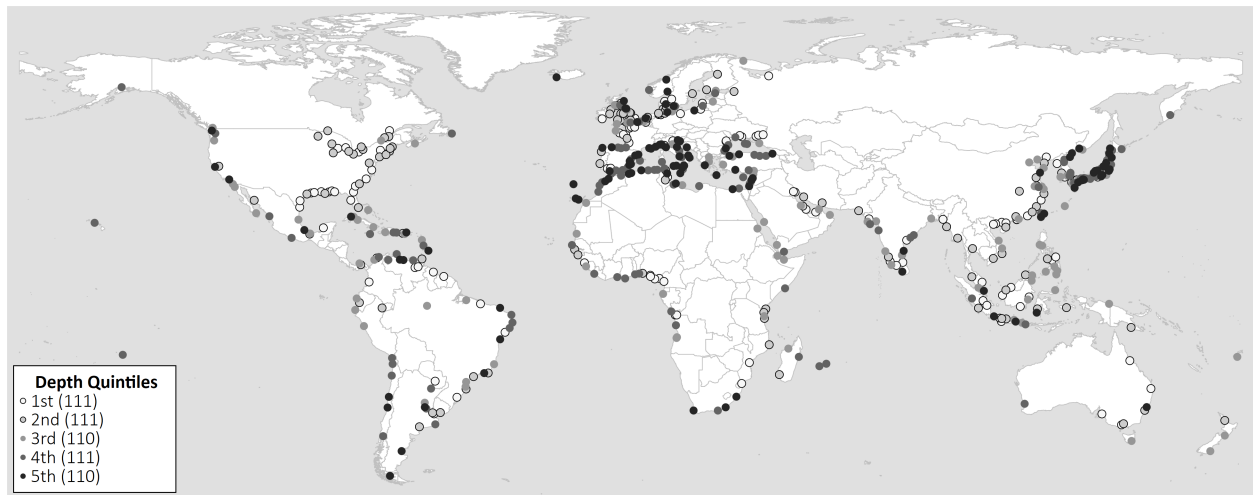 Depth Quintiles
1st (111)
2nd (111)
3rd (110)
4th (111)
5th (110)